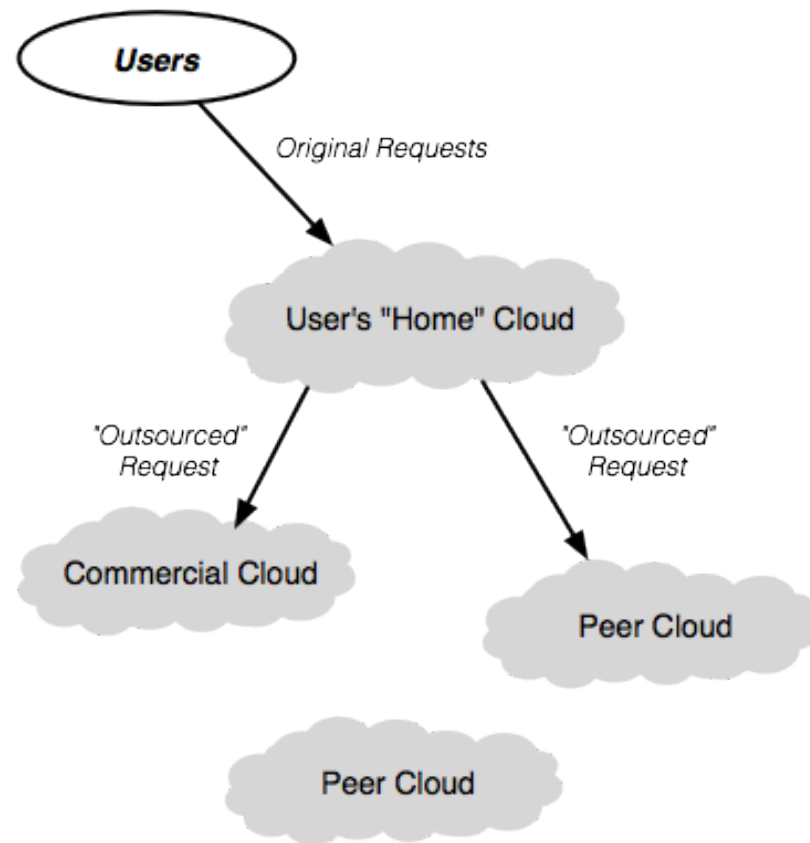 Users
Original Requests
User's "Home" Cloud
"Outsourced"
Request
"Outsourced"
Request
Commercial Cloud
Peer Cloud
Peer Cloud